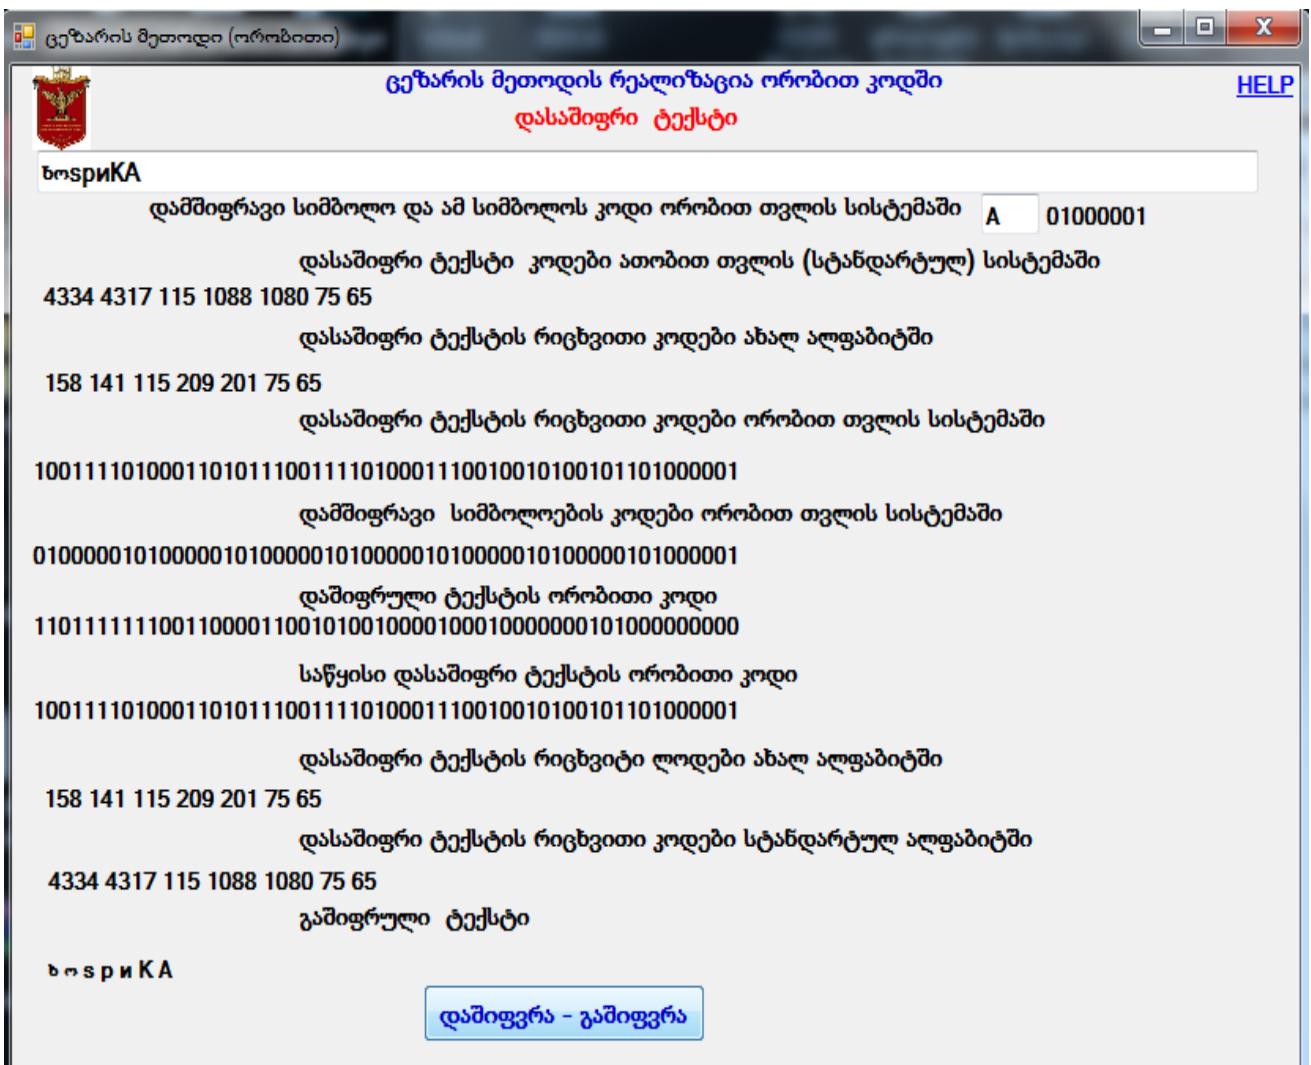 ცეზარის მეთოდი (ორობითი)
ცეზარის მეთოდის რეალიზაცია ორობით კოდში
HELP
დასაშიფრი ტექსტი
ხოsриKA
დამშიფრავი სიმბოლო და ამ სიმბოლოს კოდი ორობით თვლის სისტემაში A 01000001
დასაშიფრი ტექსტი კოდები ათობით თვლის (სტანდარტულ) სისტემაში
4334 4317 115 1088 1080 75 65
დასაშიფრი ტექსტის რიცხვითი კოდები ახალ ალფაბიტში
158 141 115 209 201 75 65
დასაშიფრი ტექსტის რიცხვითი კოდები ორობით თვლის სისტემაში
10011110100011010111001111010001110010010100101101000001
დამშიფრავი სიმბოლოების კოდები ორობით თვლის სისტემაში
01000001010000010100000101000001010000010100000101000001
დაშიფრული ტექსტის ორობითი კოდი
11011111110011000011001010010000100010000000101000000000
საწყისი დასაშიფრი ტექსტის ორობითი კოდი
10011110100011010111001111010001110010010100101101000001
დასაშიფრი ტექსტის რიცხვიტი ლოდები ახალ ალფაბიტში
158 141 115 209 201 75 65
დასაშიფრი ტექსტის რიცხვითი კოდები სტანდარტულ ალფაბიტში
4334 4317 115 1088 1080 75 65
გაშიფრული ტექსტი
ხ ო s р и K A
დაშიფვრა - გაშიფვრა